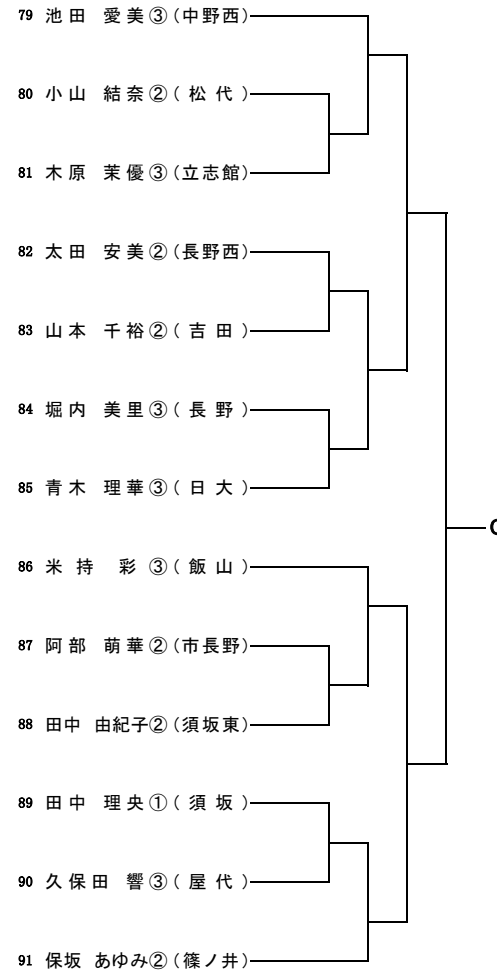 79 池田 愛美③(中野西)
80 小山 結奈②(松代)
81 木原 茉優③(立志館)
82 太田 安美②(長野西)
83 山本 千裕②(吉田)
84 堀内 美里③(長野)
85 青木 理華③(日大)
86 米持 彩 ③(飯山)
87 阿部 萌華②(市長野)
88 田中 由紀子②(須坂東)
89 田中 理央①(須坂)
90 久保田 響③(屋代)
91 保坂 あゆみ②(篠ノ井)